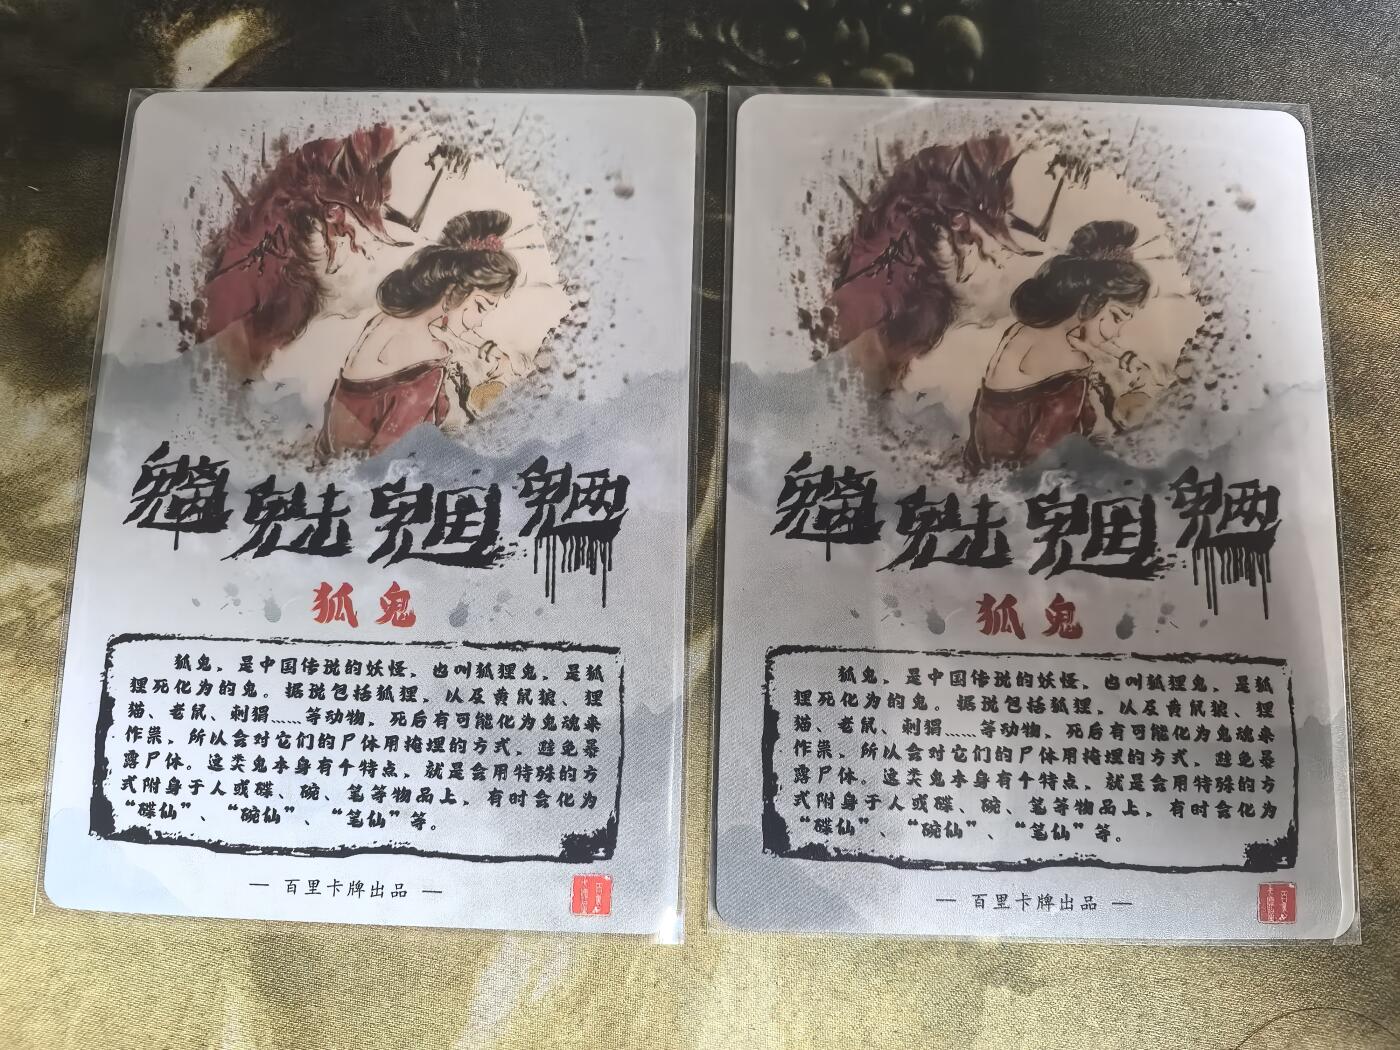 魑魅魍魉
狐鬼
狐鬼，是中国传说的妖怪，也叫狐狸鬼，是狐
狸死化为的鬼。据说包括狐狸，以及黄鼠狼、狸
猫、老鼠、刺猬……等动物，死后有可能化为鬼魂来
作祟，所以会对它们的尸体用掩埋的方式，避免暴
露尸体。这类鬼本身有个特点，就是会用特殊的方
式附身于人或碟、碗、笔等物品上，有时会化为
“碟仙”、“碗仙”、“笔仙”等。
— 百里卡牌出品 —
魑魅魍魉
狐鬼
狐鬼，是中国传说的妖怪，也叫狐狸鬼，是狐
狸死化为的鬼。据说包括狐狸，以及黄鼠狼、狸
猫、老鼠、刺猬……等动物，死后有可能化为鬼魂来
作祟，所以会对它们的尸体用掩埋的方式，避免暴
露尸体。这类鬼本身有个特点，就是会用特殊的方
式附身于人或碟、碗、笔等物品上，有时会化为
“碟仙”、“碗仙”、“笔仙”等。
— 百里卡牌出品 —